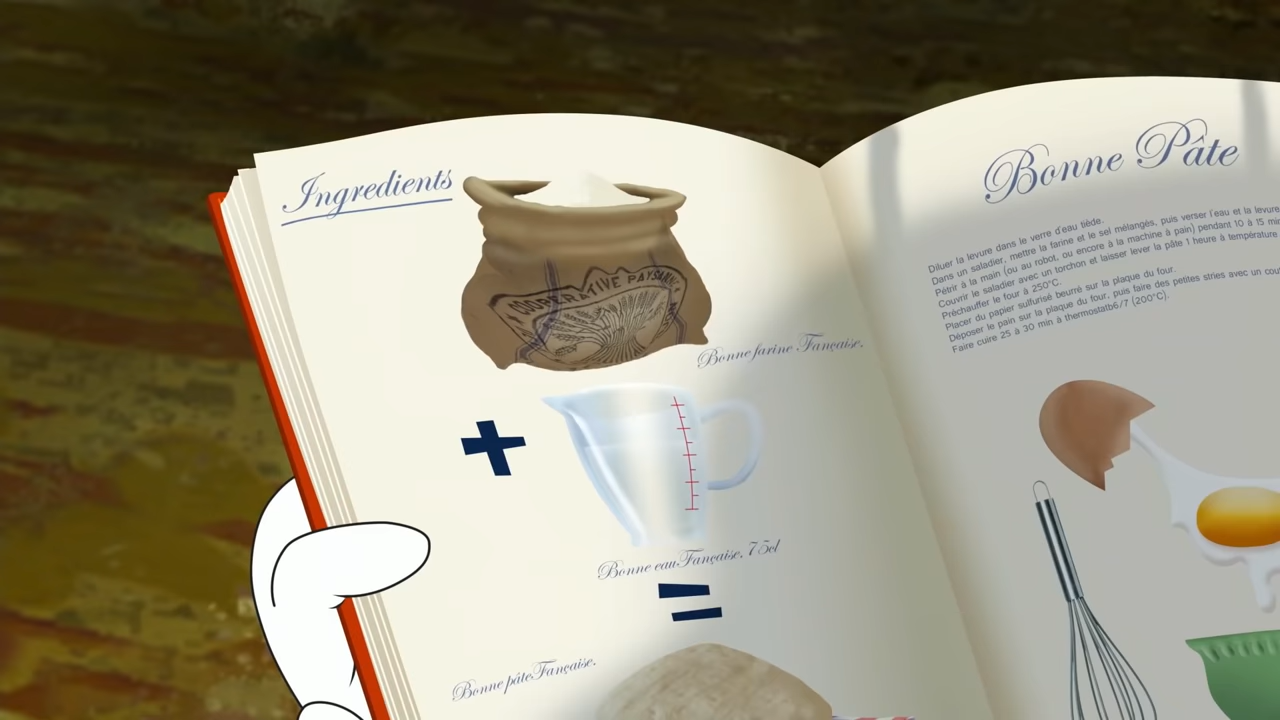 Ingredients
COOPERATIVE PAYSANNE
Bonne farine Fançaise.
Bonne eau Fançaise. 75cl
Bonne pâte Fançaise.
Bonne Pâte
Diluer la levure dans le verre d'eau tiède.
Dans un saladier, mettre la farine et le sel mélangés, puis verser l'eau et la levure
Pétrir à la main (ou au robot, ou encore à la machine à pain) pendant 10 à 15 min
Couvrir le saladier avec un torchon et laisser lever la pâte 1 heure à température
Préchauffer le four à 250°C.
Placer du papier sulfurisé beurré sur la plaque du four.
Déposer le pain sur la plaque du four, puis faire des petites stries avec un cou
Faire cuire 25 à 30 min à thermostatb6/7 (200°C).